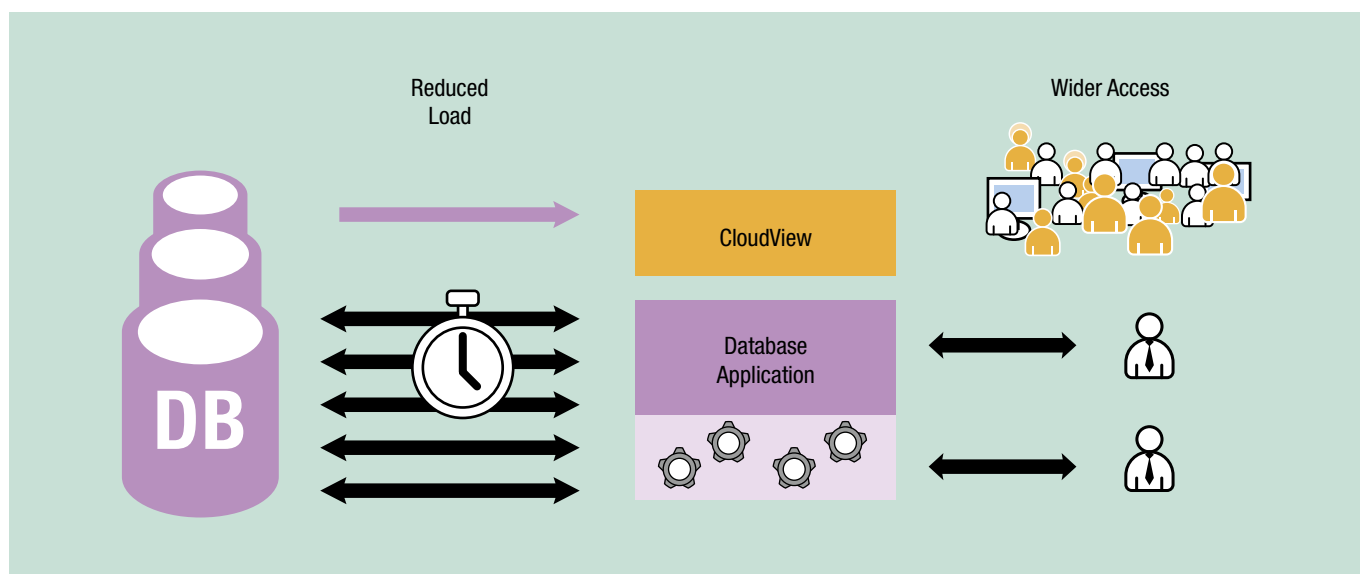 Reduced
Load
Wider Access
CloudView
Database
Application
DB